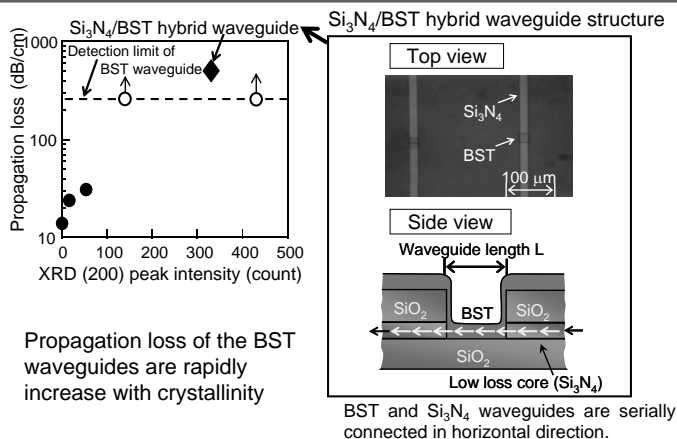 Si₃N₄/BST hybrid waveguide
Detection limit of
BST waveguide
Propagation loss (dB/cm)
1000
100
10
0 100 200 300 400 500
XRD (200) peak intensity (count)
Propagation loss of the BST
waveguides are rapidly
increase with crystallinity
Si₃N₄/BST hybrid waveguide structure
Top view
Si₃N₄
BST
100 μm
Side view
Waveguide length L
SiO₂ BST SiO₂
SiO₂
Low loss core (Si₃N₄)
BST and Si₃N₄ waveguides are serially
connected in horizontal direction.